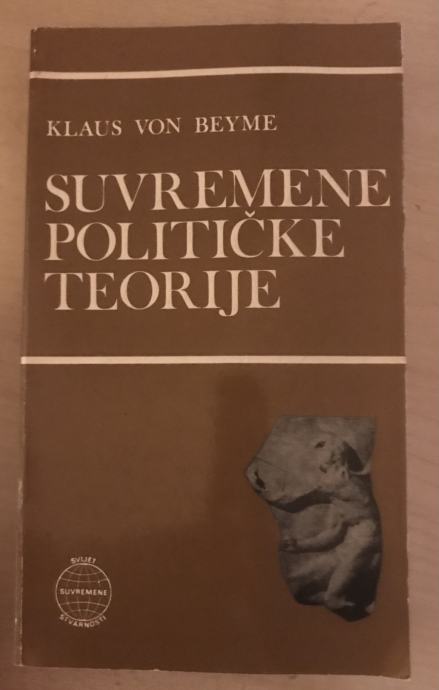 KLAUS VON BEYME
SUVREMENE
POLITIČKE
TEORIJE
SVIJET
SUVREMENE
STVARNOSTI